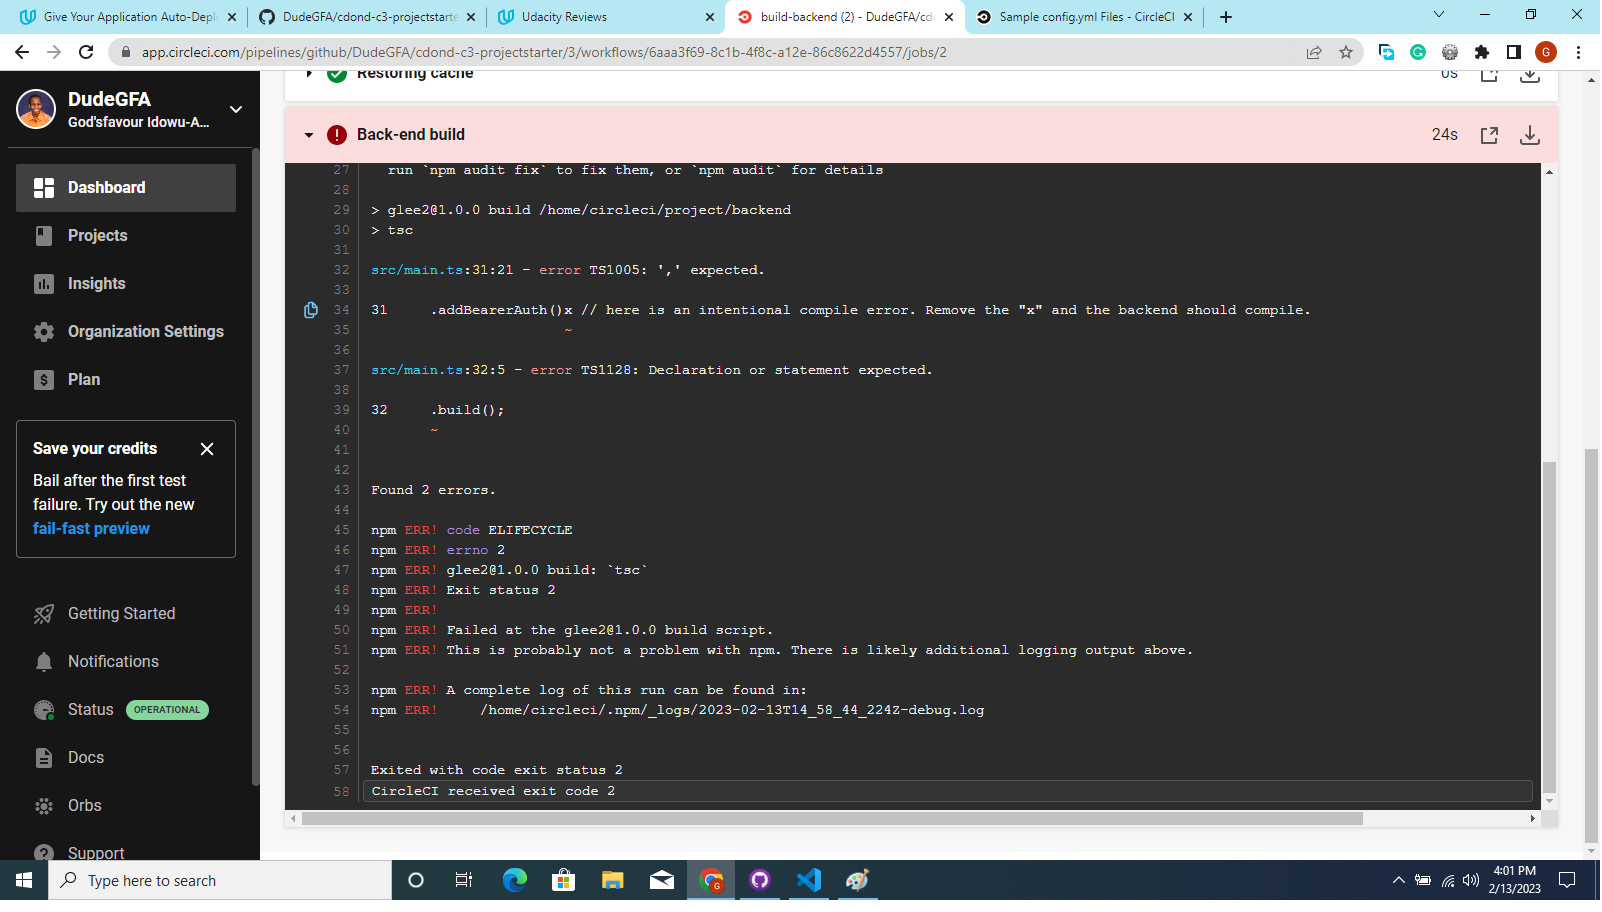 Give Your Application Auto-Depl
DudeGFA/cdond-c3-projectstarte
Udacity Reviews
build-backend (2) - DudeGFA/cdo
Sample config.yml Files - CircleCI
app.circleci.com/pipelines/github/DudeGFA/cdond-c3-projectstarter/3/workflows/6aaa3f69-8c1b-4f8c-a12e-86c8622d4557/jobs/2
G
DudeGFA
God'sfavour Idowu-A...
Dashboard
Projects
Insights
Organization Settings
Plan
Save your credits
Bail after the first test
failure. Try out the new
fail-fast preview
Getting Started
Notifications
Status OPERATIONAL
Docs
Orbs
Support
Restoring cache 0s
Back-end build 24s
27 run `npm audit fix` to fix them, or `npm audit` for details
28
29 > glee2@1.0.0 build /home/circleci/project/backend
30 > tsc
31
32 src/main.ts:31:21 - error TS1005: ',' expected.
33
34 31 .addBearerAuth()x // here is an intentional compile error. Remove the "x" and the backend should compile.
35 ~
36
37 src/main.ts:32:5 - error TS1128: Declaration or statement expected.
38
39 32 .build();
40 ~
41
42
43 Found 2 errors.
44
45 npm ERR! code ELIFECYCLE
46 npm ERR! errno 2
47 npm ERR! glee2@1.0.0 build: `tsc`
48 npm ERR! Exit status 2
49 npm ERR!
50 npm ERR! Failed at the glee2@1.0.0 build script.
51 npm ERR! This is probably not a problem with npm. There is likely additional logging output above.
52
53 npm ERR! A complete log of this run can be found in:
54 npm ERR! /home/circleci/.npm/_logs/2023-02-13T14_58_44_224Z-debug.log
55
56
57 Exited with code exit status 2
58 CircleCI received exit code 2
Type here to search
4:01 PM
2/13/2023